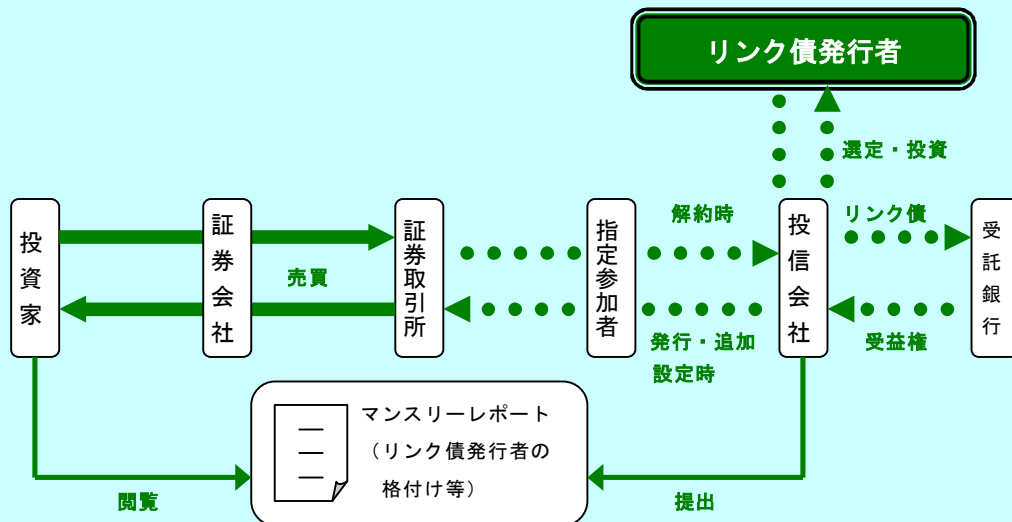 リンク債発行者
選定・投資
投資家
証券会社
証券取引所
指定参加者
投信会社
受託銀行
解約時
リンク債
売買
発行・追加
設定時
受益権
マンスリーレポート
（リンク債発行者の
格付け等）
閲覧
提出